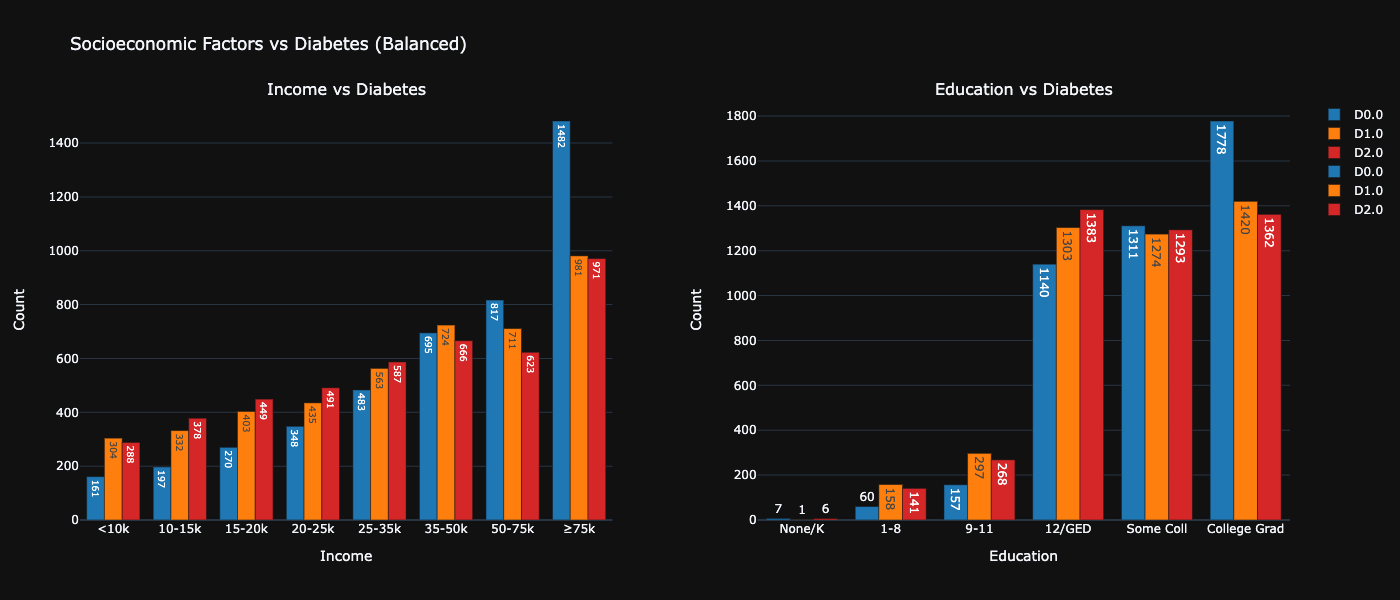 Socioeconomic Factors vs Diabetes (Balanced)
Income vs Diabetes
Count
1400
1200
1000
800
600
400
200
0
161
304
288
197
332
378
270
403
449
348
435
491
483
563
587
695
724
666
817
711
623
1482
981
971
<10k
10-15k
15-20k
20-25k
25-35k
35-50k
50-75k
≥75k
Income
Education vs Diabetes
Count
1800
1600
1400
1200
1000
800
600
400
200
0
7
1
6
60
158
141
157
297
268
1140
1303
1383
1311
1274
1293
1778
1420
1362
None/K
1-8
9-11
12/GED
Some Coll
College Grad
Education
D0.0
D1.0
D2.0
D0.0
D1.0
D2.0